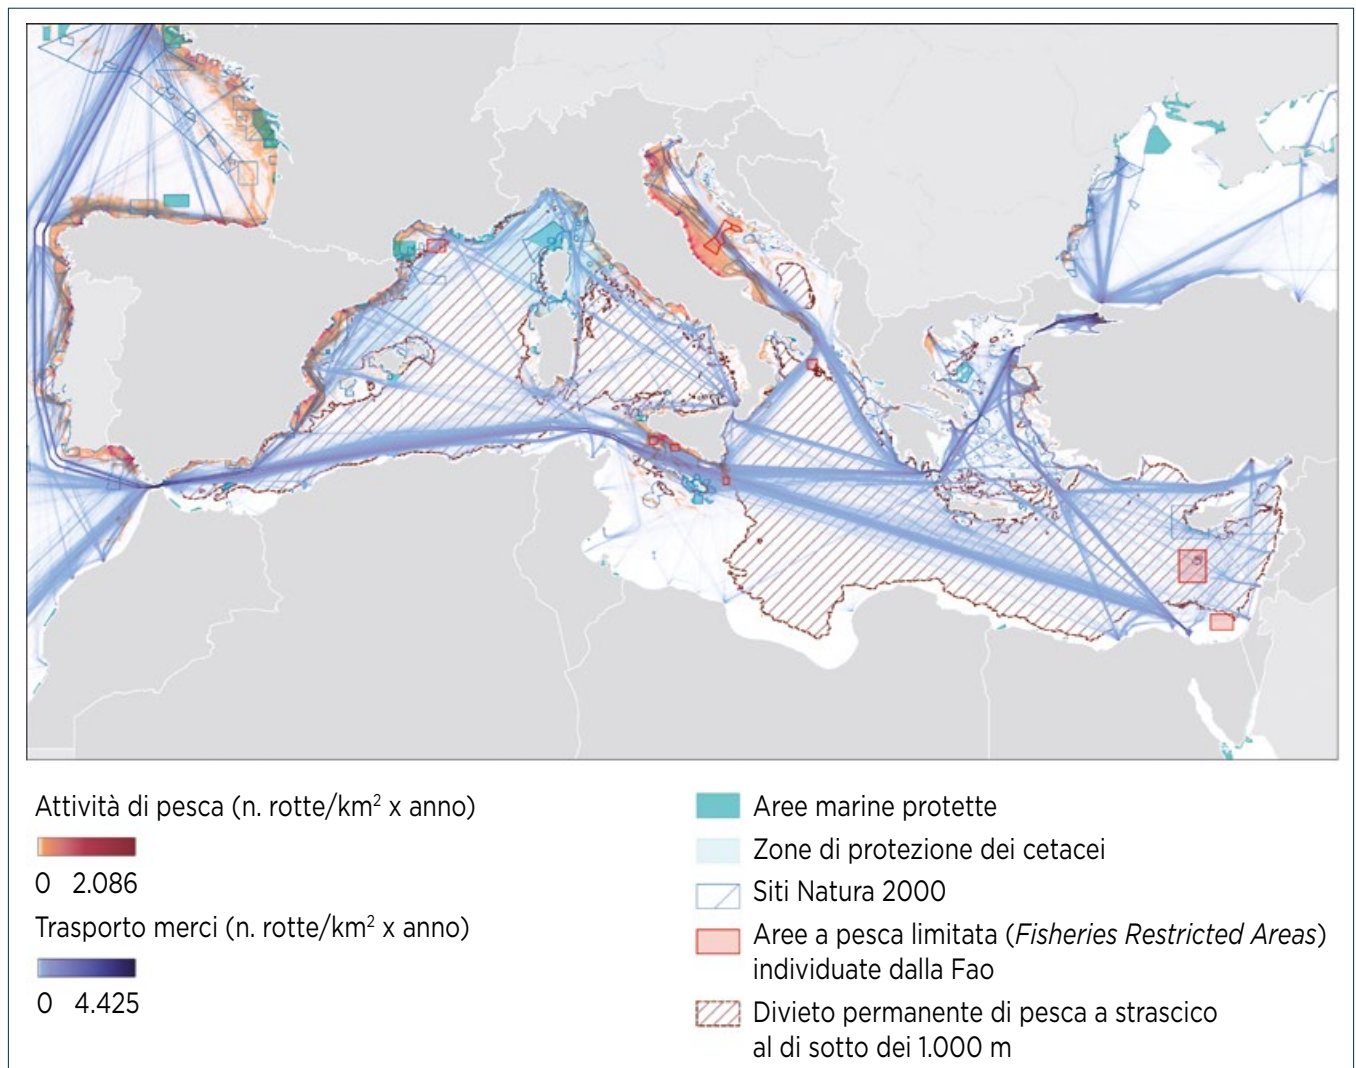 Attività di pesca (n. rotte/km² x anno)
0 2.086
Trasporto merci (n. rotte/km² x anno)
0 4.425
Aree marine protette
Zone di protezione dei cetacei
Siti Natura 2000
Aree a pesca limitata (Fisheries Restricted Areas)
individuate dalla Fao
Divieto permanente di pesca a strascico
al di sotto dei 1.000 m